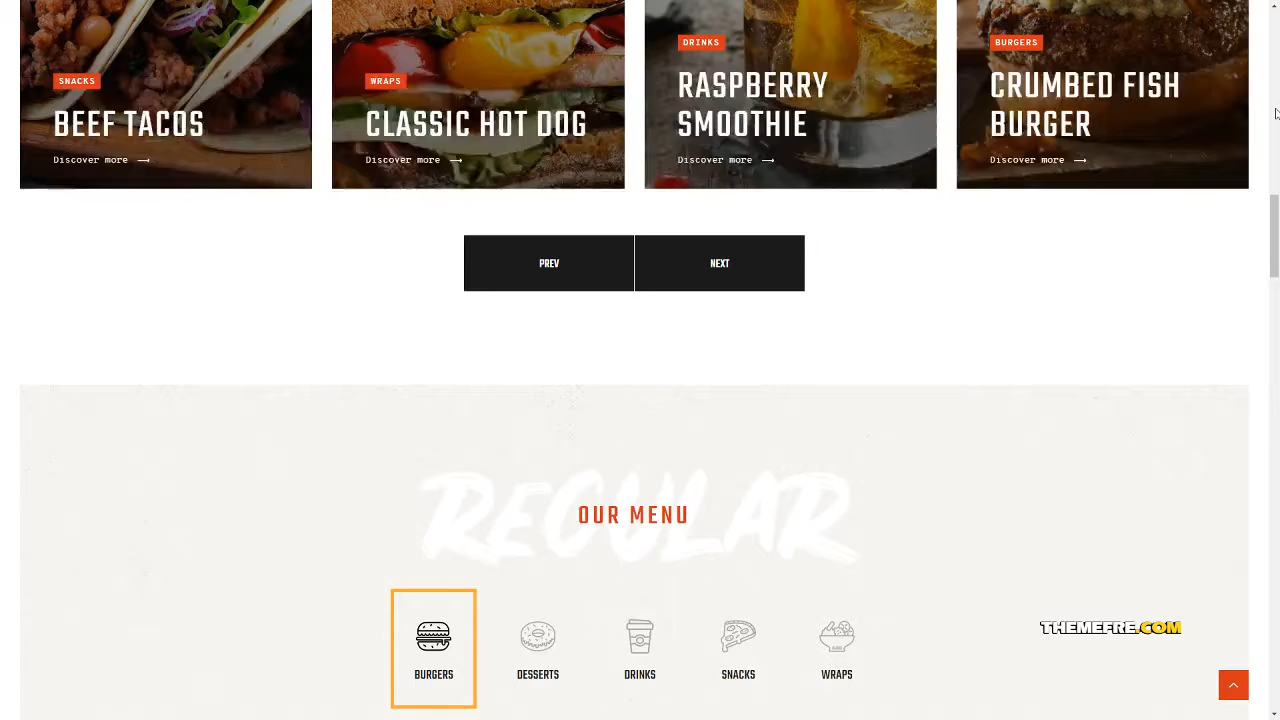 SNACKS
BEEF TACOS
Discover more
WRAPS
CLASSIC HOT DOG
Discover more
DRINKS
RASPBERRY
SMOOTHIE
Discover more
BURGERS
CRUMBED FISH
BURGER
Discover more
PREV
NEXT
REGULAR
OUR MENU
BURGERS
DESSERTS
DRINKS
SNACKS
WRAPS
THEMEFRE.COM